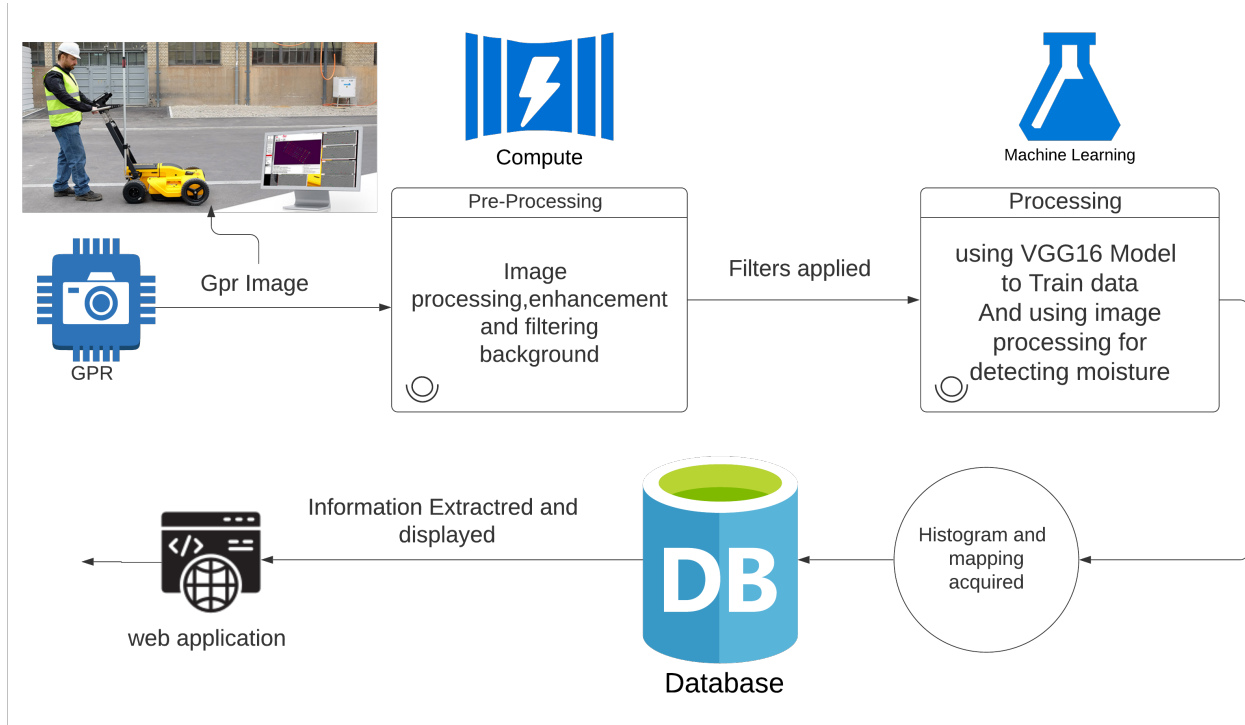 Compute
Machine Learning
Pre-Processing
Processing
Gpr Image
GPR
Image
processing,enhancement
and filtering
background
Filters applied
using VGG16 Model
to Train data
And using image
processing for
detecting moisture
Information Extractred and
displayed
web application
DB
Database
Histogram and
mapping
acquired